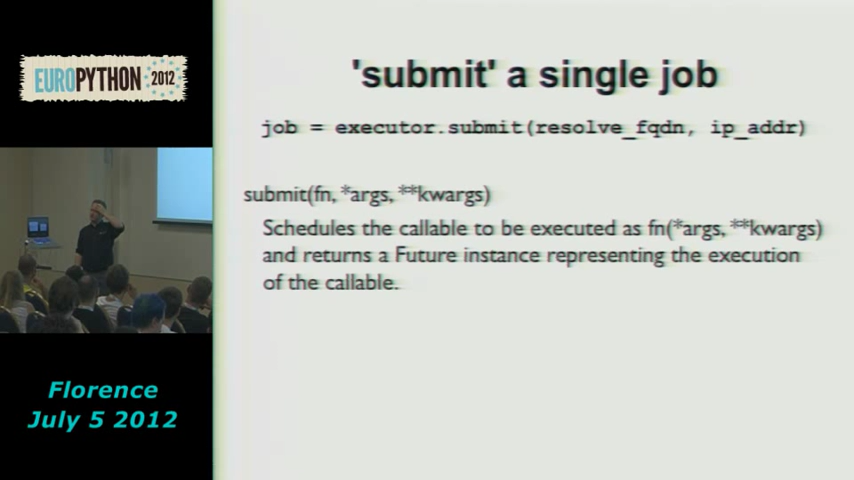 EUROPYTHON 2012
'submit' a single job
job = executor.submit(resolve_fqdn, ip_addr)
submit(fn, *args, **kwargs)
Schedules the callable to be executed as fn(*args, **kwargs)
and returns a Future instance representing the execution
of the callable.
Florence
July 5 2012